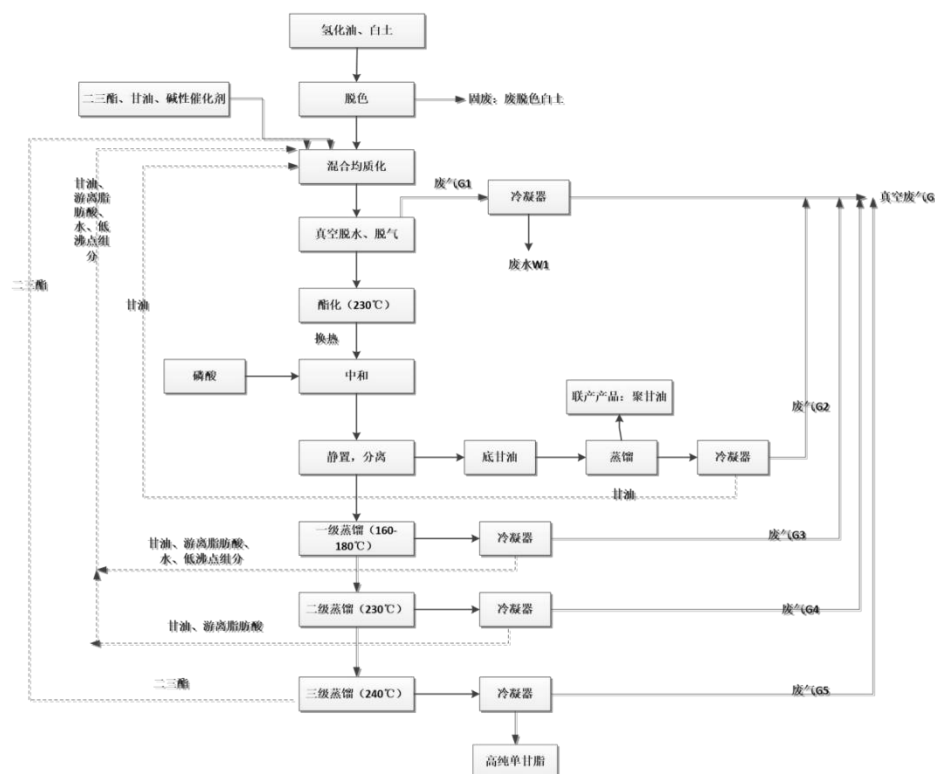 氢化油、白土
二三酯、甘油、碱性催化剂
脱色
固废：废脱色白土
混合均质化
甘油、
游离脂
肪酸、
水、低
沸点组
分
废气G1
冷凝器
真空废气G
真空脱水、脱气
废水W1
二三酯
甘油
酯化（230℃）
换热
磷酸
中和
联产产品：聚甘油
废气G2
静置，分离
底甘油
蒸馏
冷凝器
甘油
一级蒸馏（160-
180℃）
冷凝器
废气G3
甘油、游离脂肪酸、
水、低沸点组分
二级蒸馏（230℃）
冷凝器
废气G4
甘油、游离脂肪酸
二三酯
三级蒸馏（240℃）
冷凝器
废气G5
高纯单甘脂